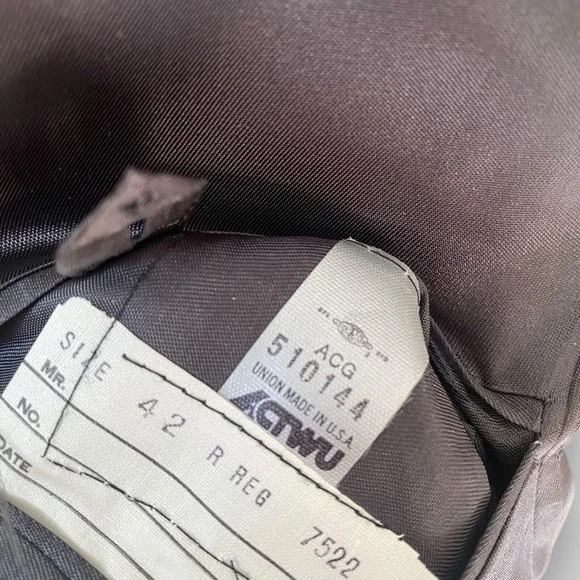 ACG
510144
UNION MADE IN U.S.A.
ACTWU
SIZE 42 R REG 7522
MR.
NO.
DATE